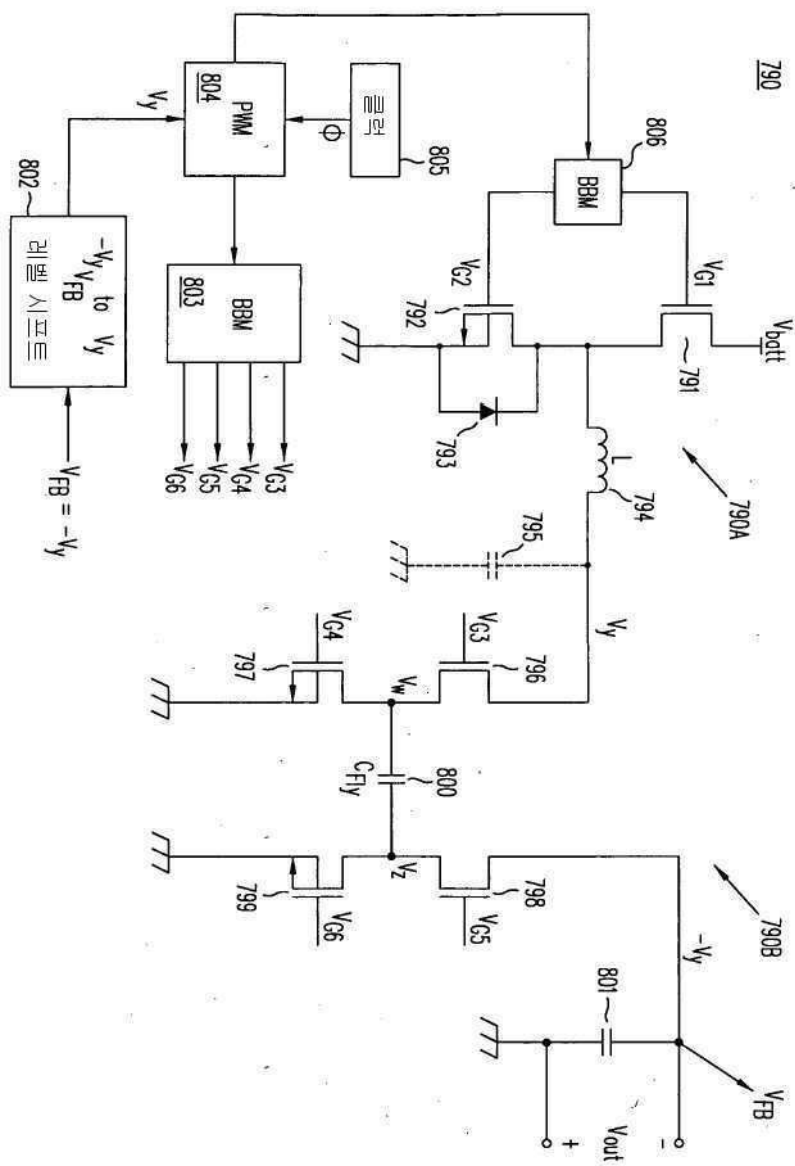 790
Vbatt
791
VG1
806
BBM
VG2
792
793
L
794
790A
795
Vy
VG3
796
VG4
797
Vw
800
CFly
Vz
798
VG5
799
VG6
790B
-Vy
801
VFB
-
Vout
+
클럭
805
Φ
PWM
804
BBM
803
VG3
VG4
VG5
VG6
Vy
802
-Vy to Vy
VFB
레벨 시프트
VFB = -Vy